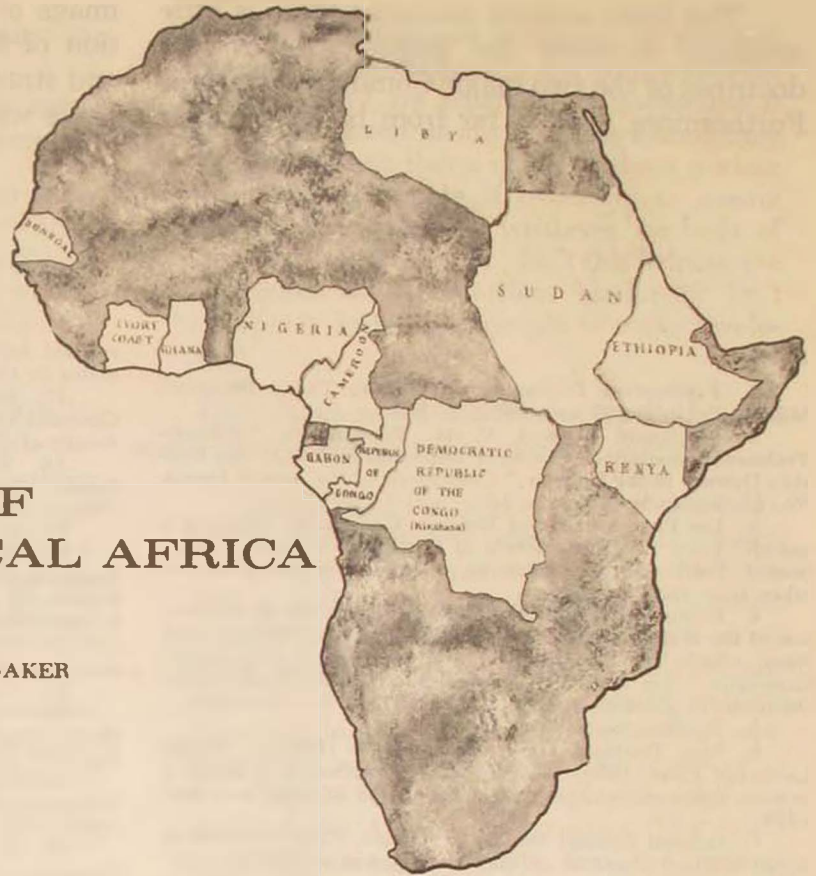 LIBYA
SENEGAL
SUDAN
IVORY
COAST
GHANA
NIGERIA
CAMEROON
ETHIOPIA
GABON
REPUBLIC
OF
CONGO
DEMOCRATIC
REPUBLIC
OF THE
CONGO
(Kinshasa)
KENYA
F
CAL AFRICA
AKER